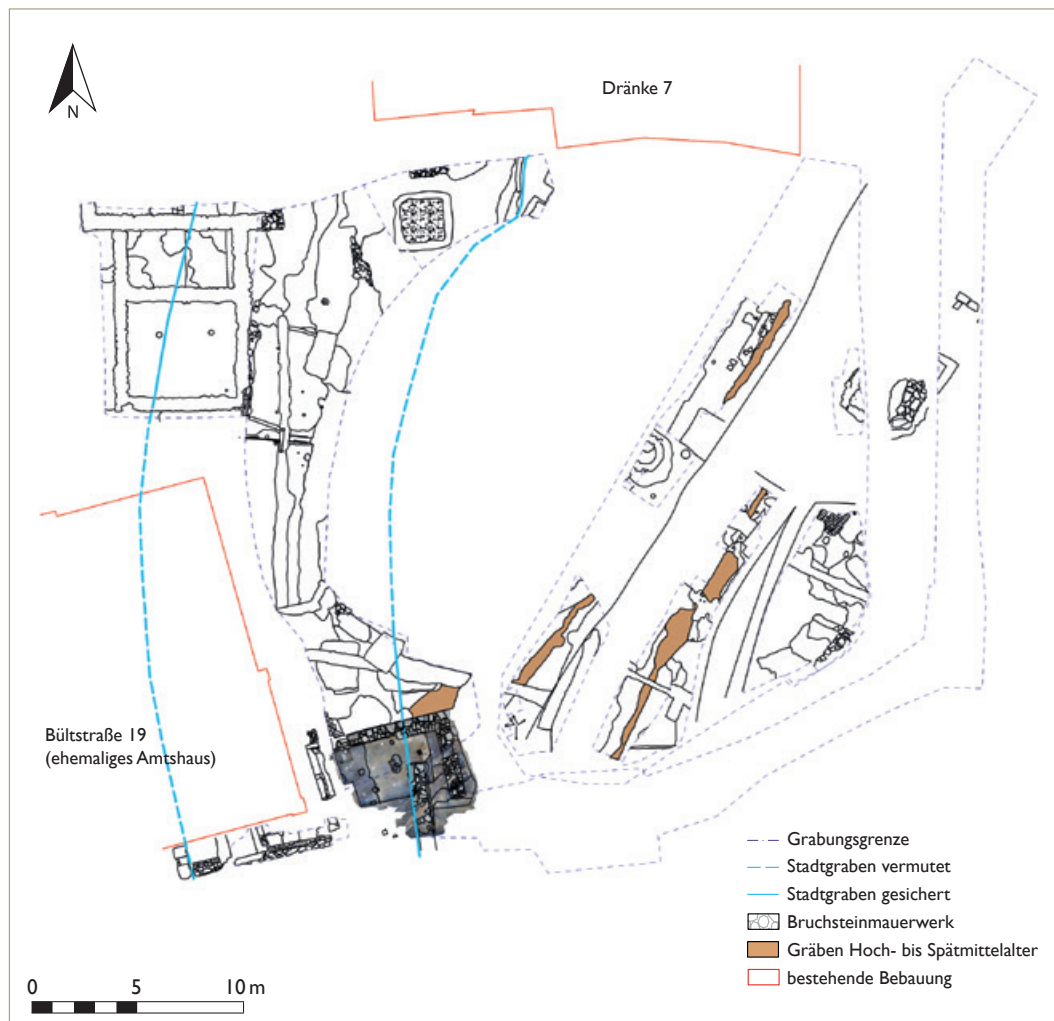 Dränke 7
N
Bültstraße 19
(ehemaliges Amtshaus)
Grabungsgrenze
Stadtgraben vermutet
Stadtgraben gesichert
Bruchsteinmauerwerk
Gräben Hoch- bis Spätmittelalter
bestehende Bebauung
0 5 10 m